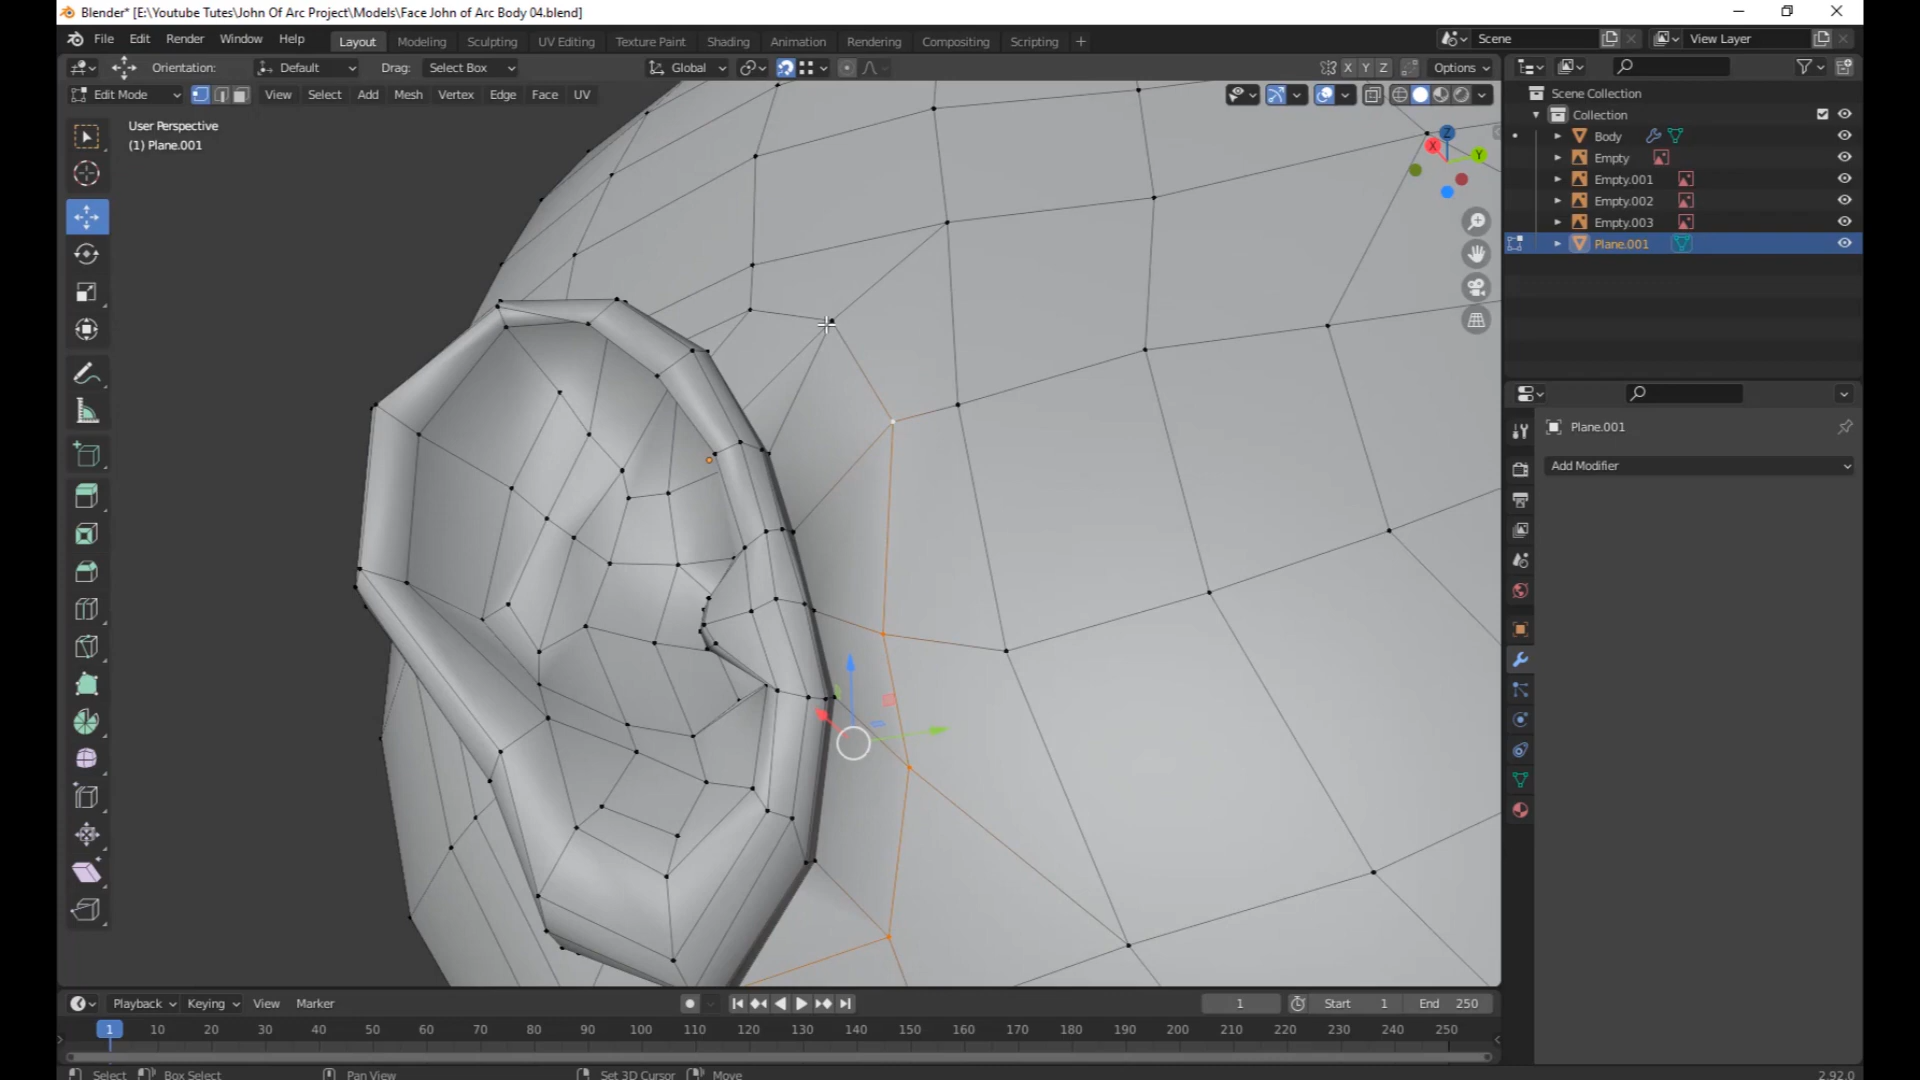 Blender* [E:\Youtube Tutes\John Of Arc Project\Models\Face John of Arc Body 04.blend]
File Edit Render Window Help Layout Modeling Sculpting UV Editing Texture Paint Shading Animation Rendering Compositing Scripting + Scene View Layer
Orientation: Default Drag: Select Box Global X Y Z Options
Edit Mode View Select Add Mesh Vertex Edge Face UV
User Perspective
(1) Plane.001
Z
X
Y
Scene Collection
Collection
Body
Empty
Empty.001
Empty.002
Empty.003
Plane.001
Plane.001
Add Modifier
Playback Keying View Marker 1 Start 1 End 250
1 10 20 30 40 50 60 70 80 90 100 110 120 130 140 150 160 170 180 190 200 210 220 230 240 250
Select Box Select Pan View Set 3D Cursor Move 2.92.0